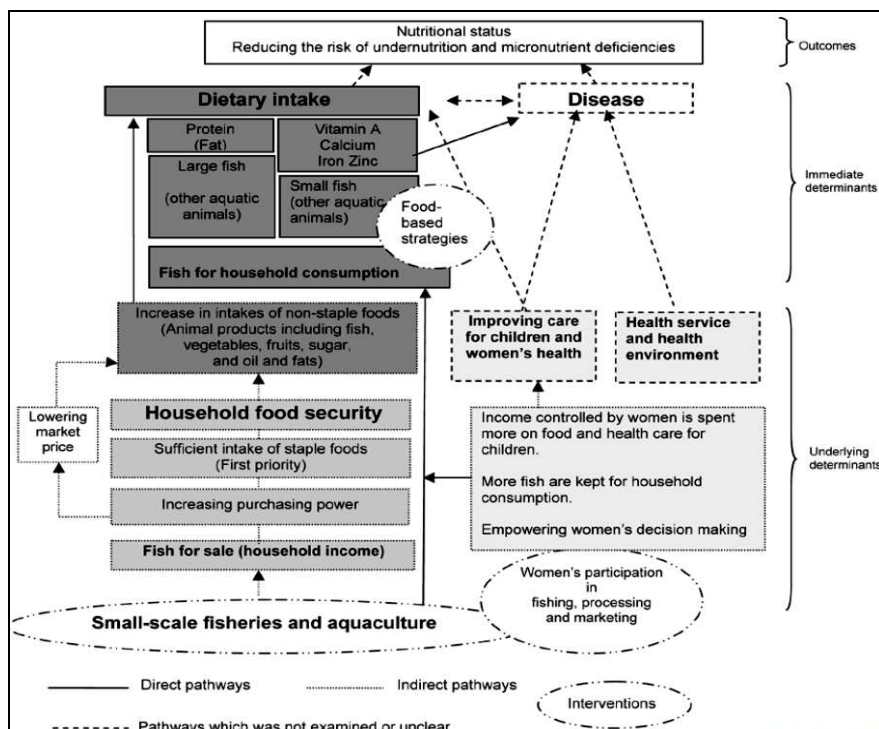 Nutritional status
Reducing the risk of undernutrition and micronutrient deficiencies
Outcomes
Dietary intake
Disease
Protein
(Fat)
Vitamin A
Calcium
Iron Zinc
Large fish
(other aquatic
animals)
Small fish
(other aquatic
animals)
Food-
based
strategies
Immediate
determinants
Fish for household consumption
Increase in intakes of non-staple foods
(Animal products including fish,
vegetables, fruits, sugar,
and oil and fats)
Improving care
for children and
women's health
Health service
and health
environment
Lowering
market
price
Household food security
Sufficient intake of staple foods
(First priority)
Increasing purchasing power
Fish for sale (household income)
Income controlled by women is spent
more on food and health care for
children.
More fish are kept for household
consumption.
Empowering women's decision making
Underlying
determinants
Women's participation
in
fishing, processing
and marketing
Small-scale fisheries and aquaculture
Direct pathways
Indirect pathways
Interventions
Pathways which was not examined or unclear